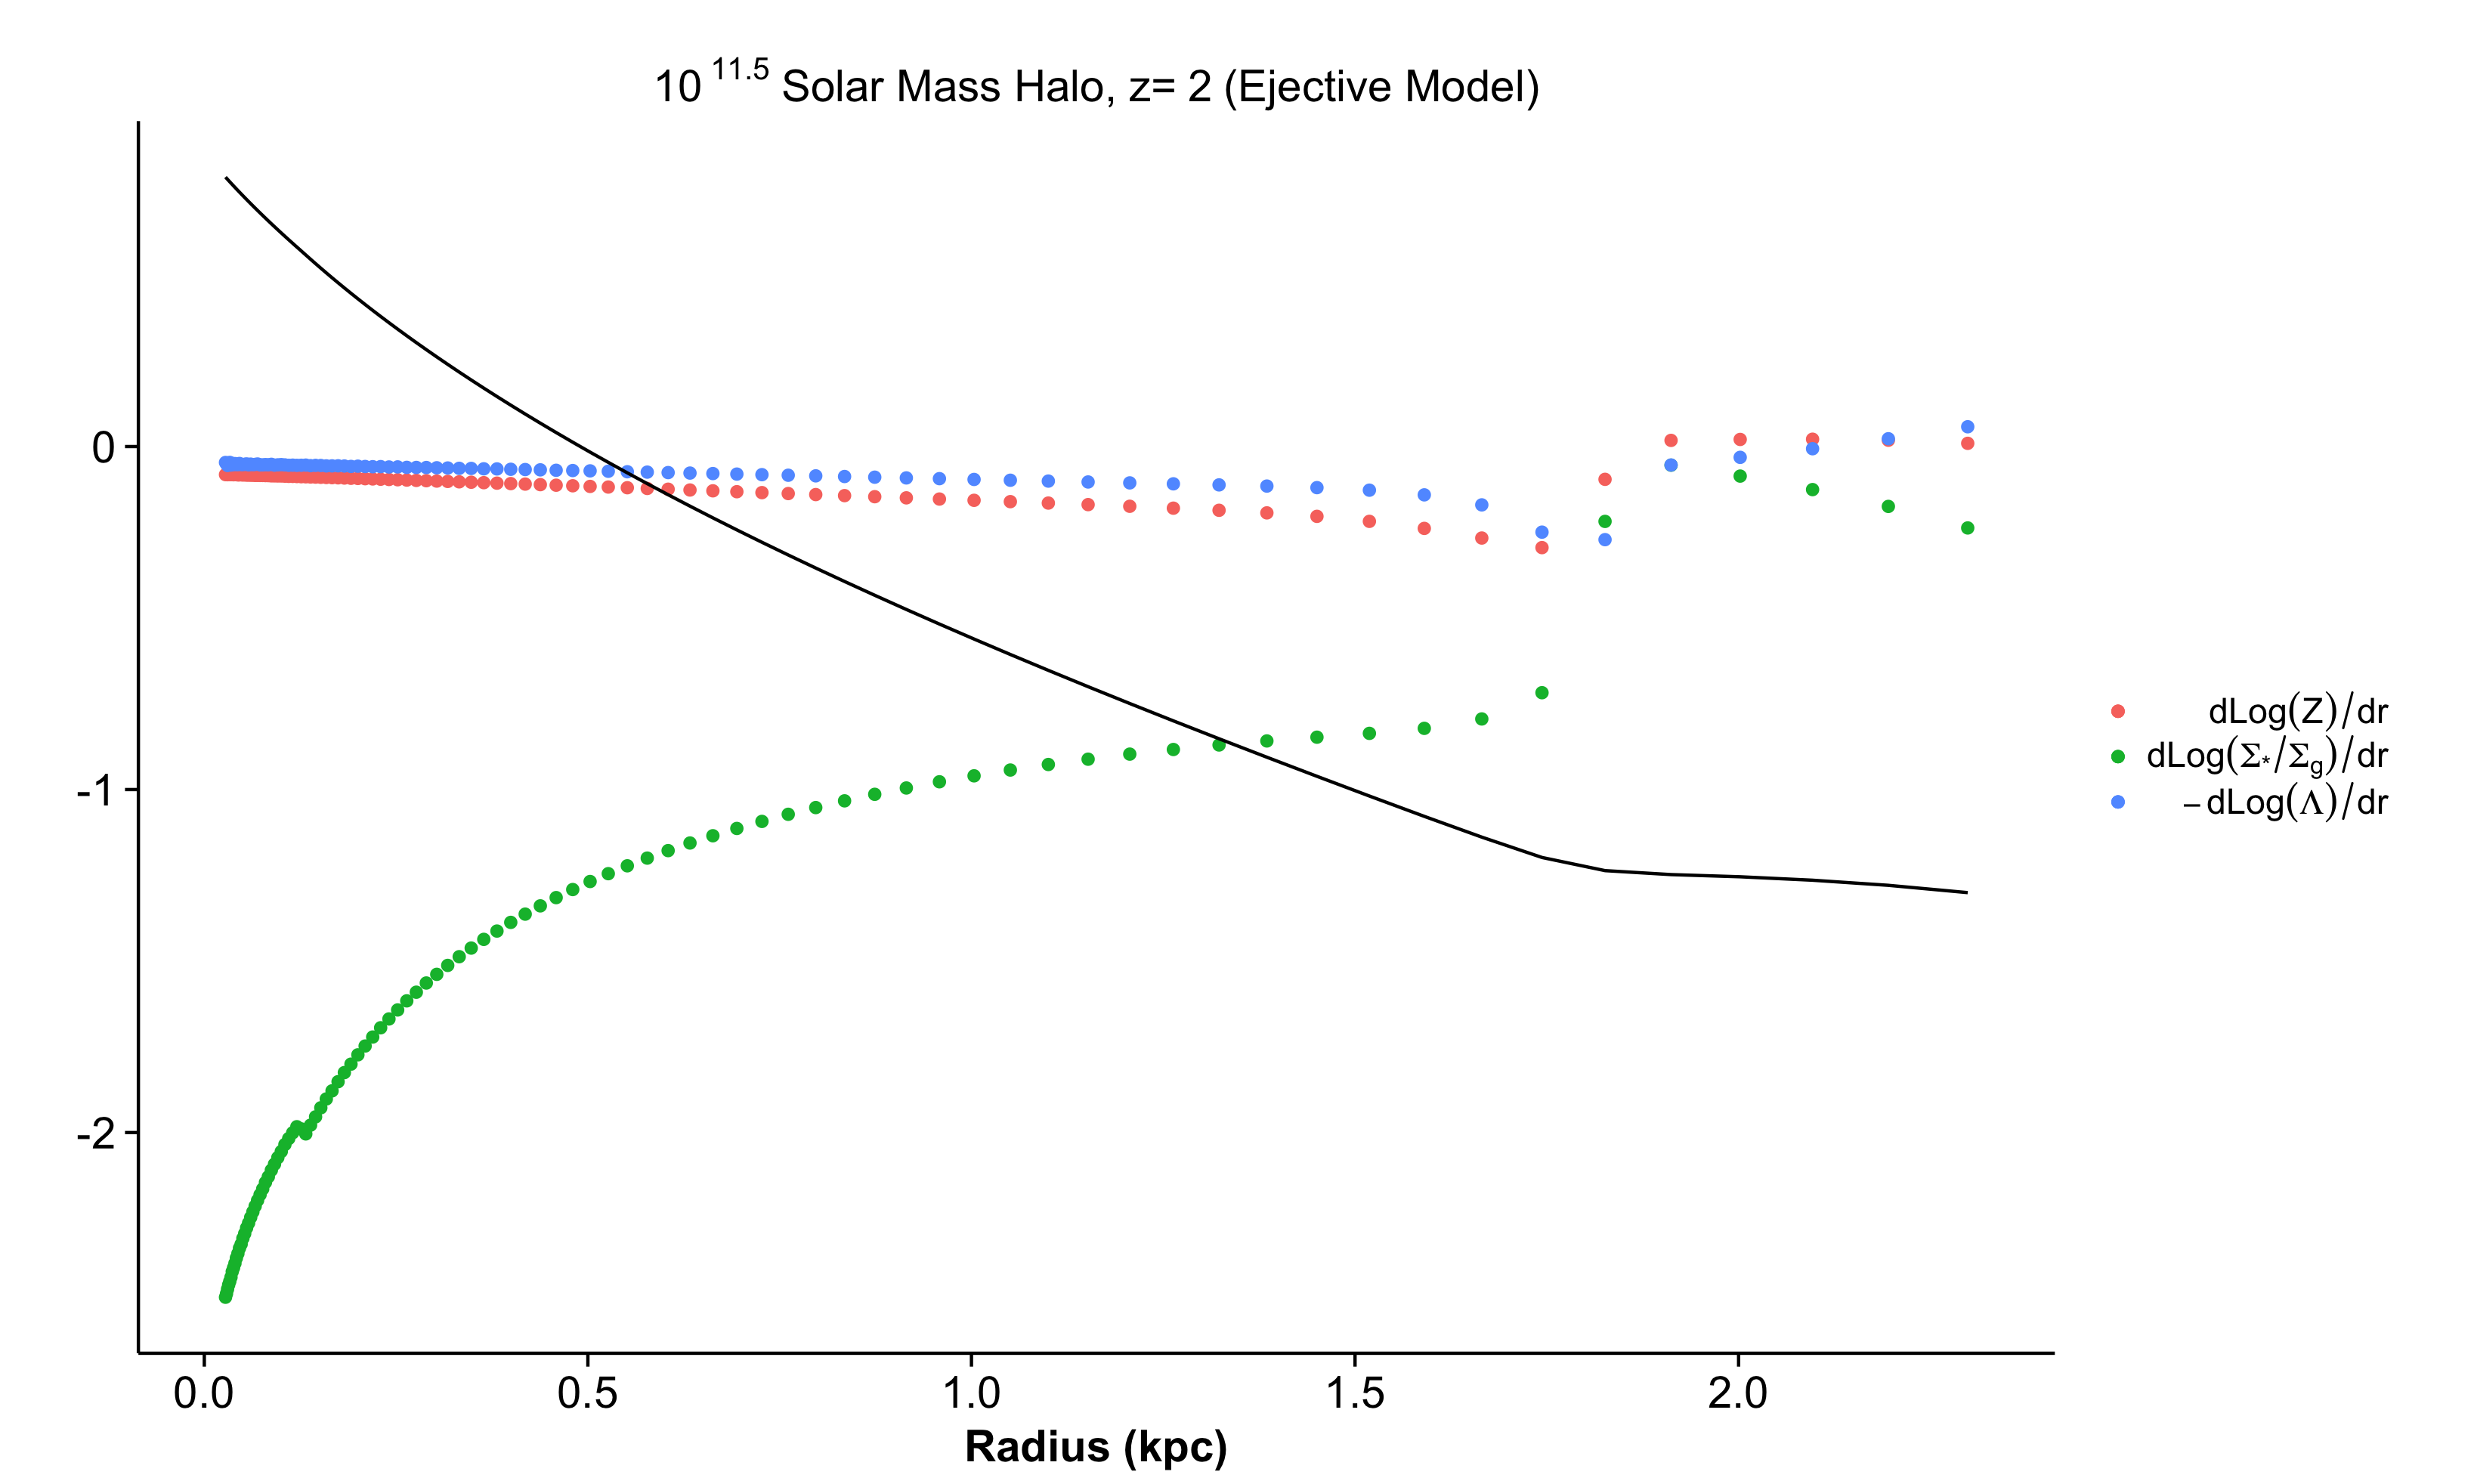 10 11.5 Solar Mass Halo, z= 2 (Ejective Model)
0
-1
-2
dLog(Z)/dr
dLog(Σ*/Σg)/dr
−dLog(Λ)/dr
0.0 0.5 1.0 1.5 2.0
Radius (kpc)